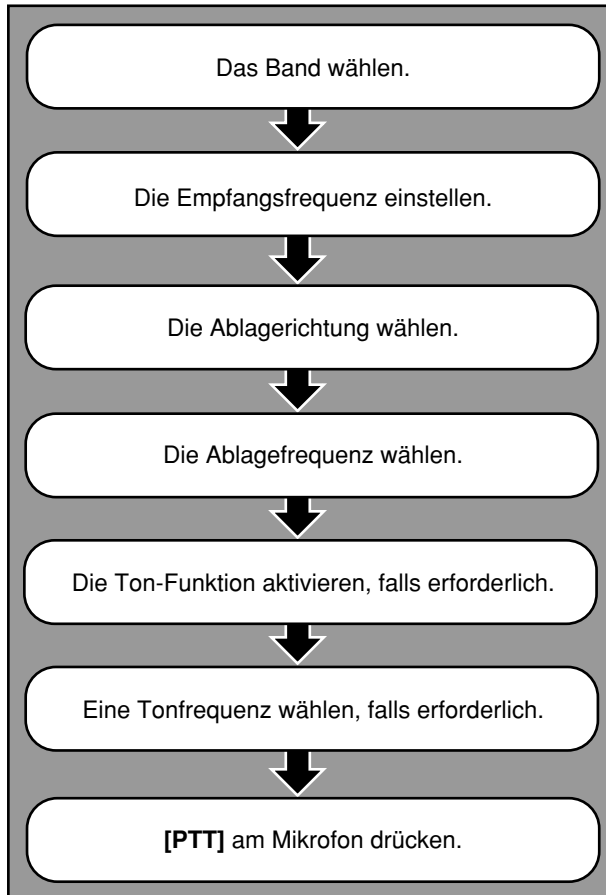 Das Band wählen.
Die Empfangsfrequenz einstellen.
Die Ablagerichtung wählen.
Die Ablagefrequenz wählen.
Die Ton-Funktion aktivieren, falls erforderlich.
Eine Tonfrequenz wählen, falls erforderlich.
[PTT] am Mikrofon drücken.